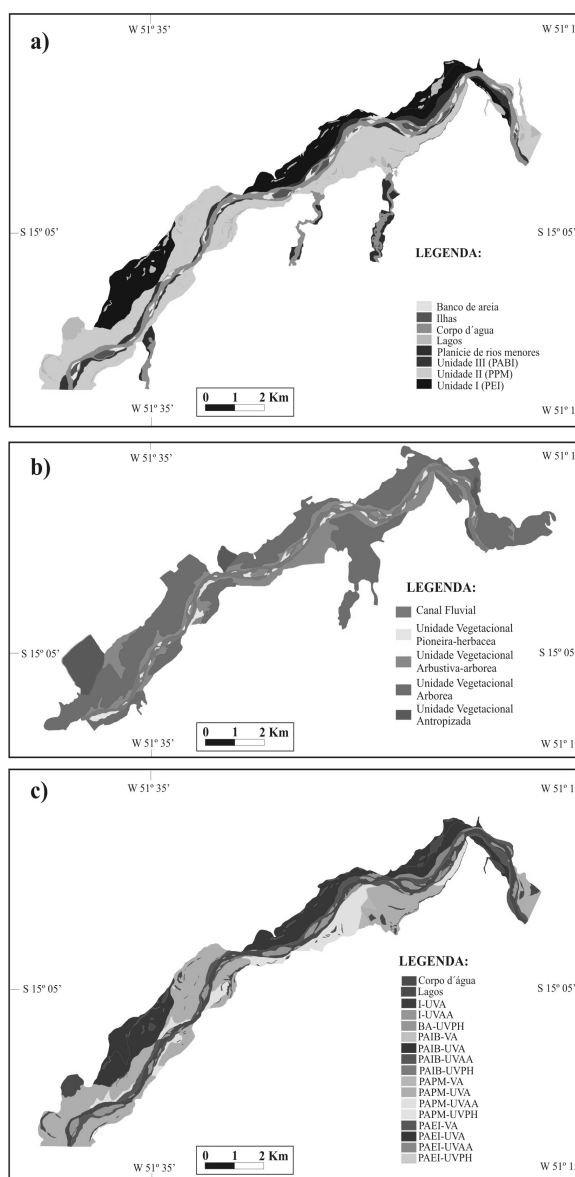 a)
W 51º 35'
W 51º 1
S 15º 05'
LEGENDA:
Banco de areia
Ilhas
Corpo d´agua
Lagos
Planície de rios menores
Unidade III (PABI)
Unidade II (PPM)
Unidade I (PEI)
0 1 2 Km
W 51º 35'
W 51º 1
b)
W 51º 35'
W 51º 1
LEGENDA:
Canal Fluvial
Unidade Vegetacional
Pioneira-herbacea
Unidade Vegetacional
Arbustiva-arborea
Unidade Vegetacional
Arborea
Unidade Vegetacional
Antropizada
S 15º 05'
S 15º 05'
0 1 2 Km
W 51º 35'
W 51º 1
c)
W 51º 35'
W 51º 1
LEGENDA:
Corpo d´água
Lagos
I-UVA
I-UVAA
BA-UVPH
PAIB-VA
PAIB-UVA
PAIB-UVAA
PAIB-UVPH
PAPM-VA
PAPM-UVA
PAPM-UVAA
PAPM-UVPH
PAEI-VA
PAEI-UVA
PAEI-UVAA
PAEI-UVPH
S 15º 05'
S 15º 05'
0 1 2 Km
W 51º 35'
W 51º 1